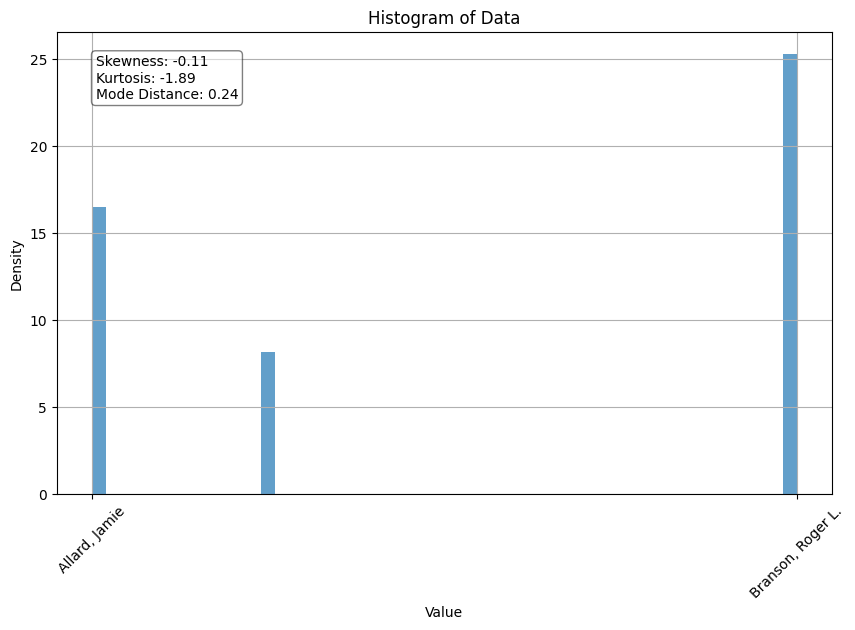 Histogram of Data
Skewness: -0.11
Kurtosis: -1.89
Mode Distance: 0.24
25
20
15
10
5
0
Density
Allard, Jamie
Branson, Roger L.
Value